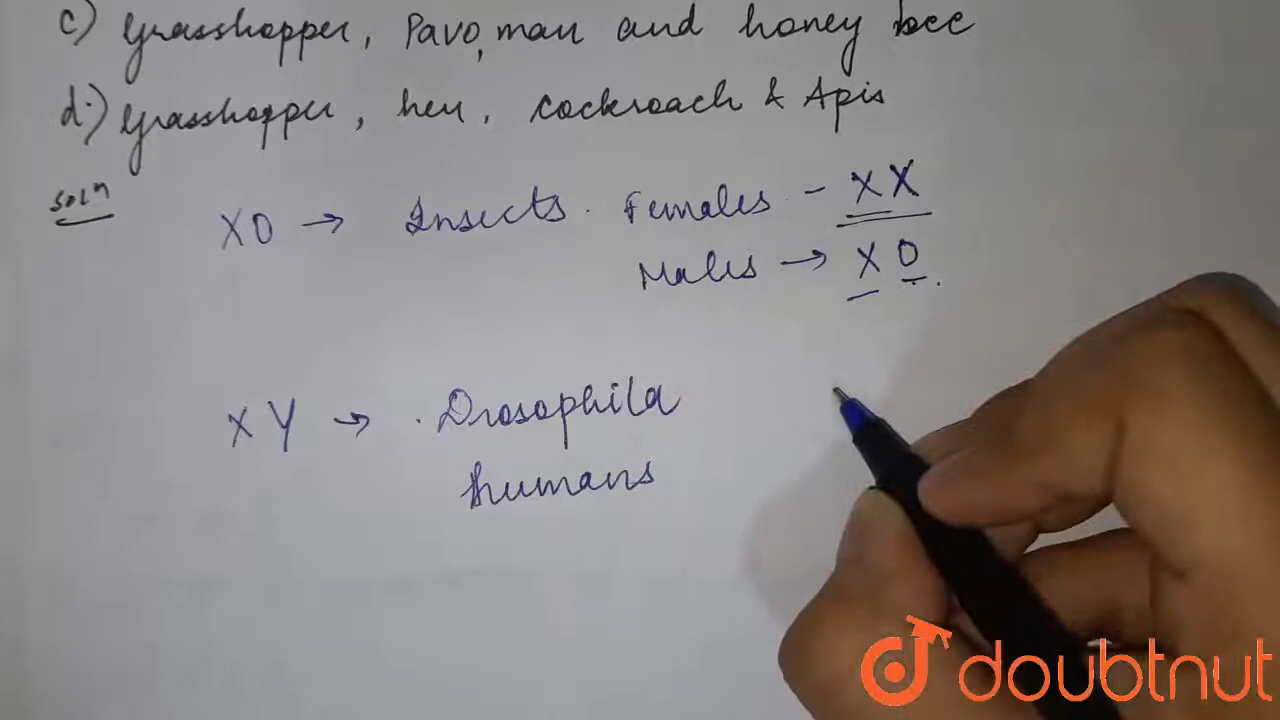 c) Grasshopper, Pavo, man and honey bee
d.) Grasshopper, hen, cockroach & Apis
Soln
XO → Insects. Females - XX
Males → XO.
XY → Drosophila
humans
doubtnut